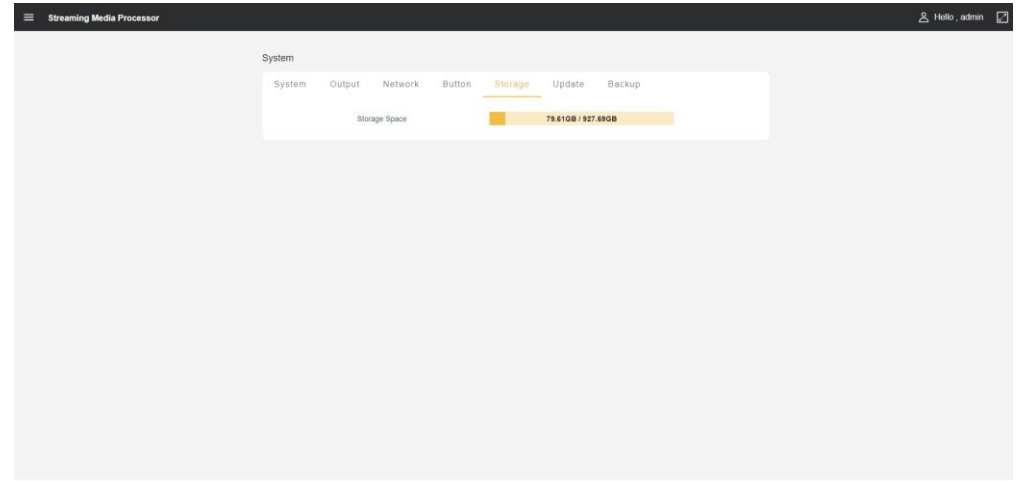 Streaming Media Processor Hello , admin
System
System Output Network Button Storage Update Backup
Storage Space 79.61GB / 927.69GB